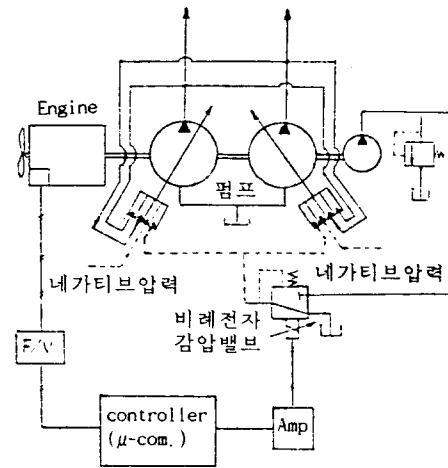 Engine
펌프
네가티브압력
네가티브압력
비례전자
감압밸브
F/V
controller
(μ-com.)
Amp